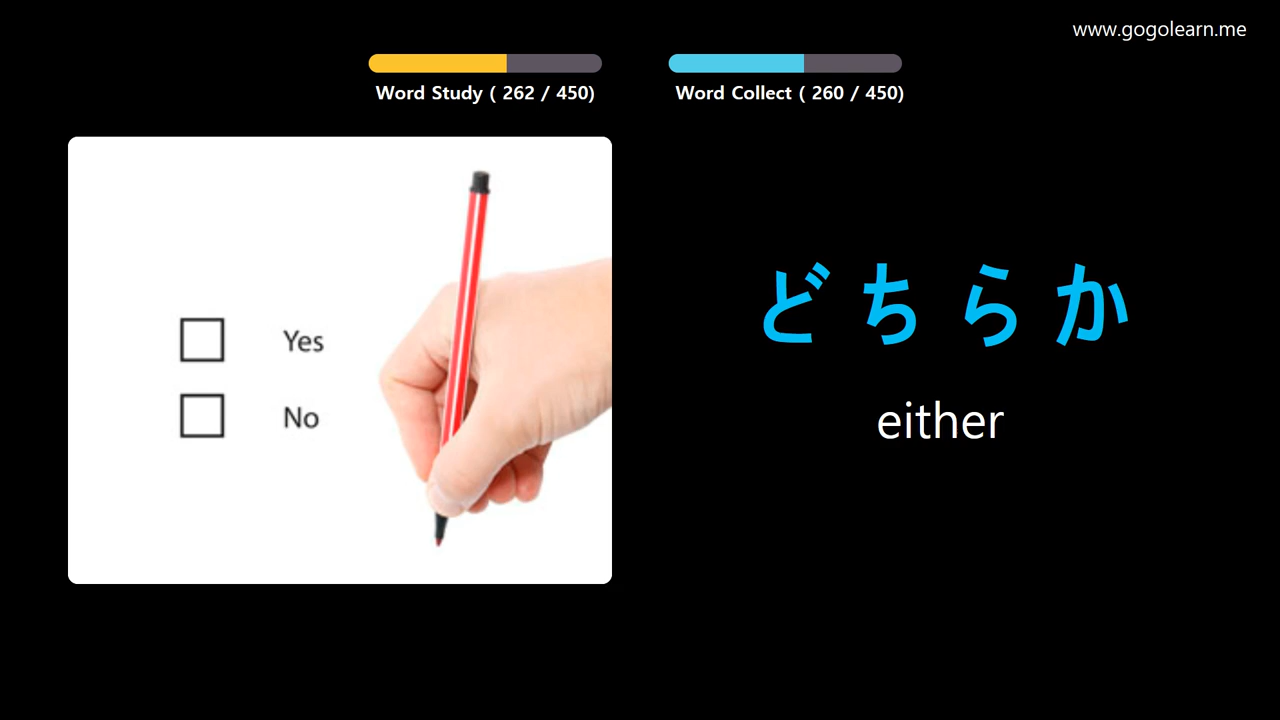 www.gogolearn.me
Word Study ( 262 / 450)
Word Collect ( 260 / 450)
Yes
No
どちらか
either